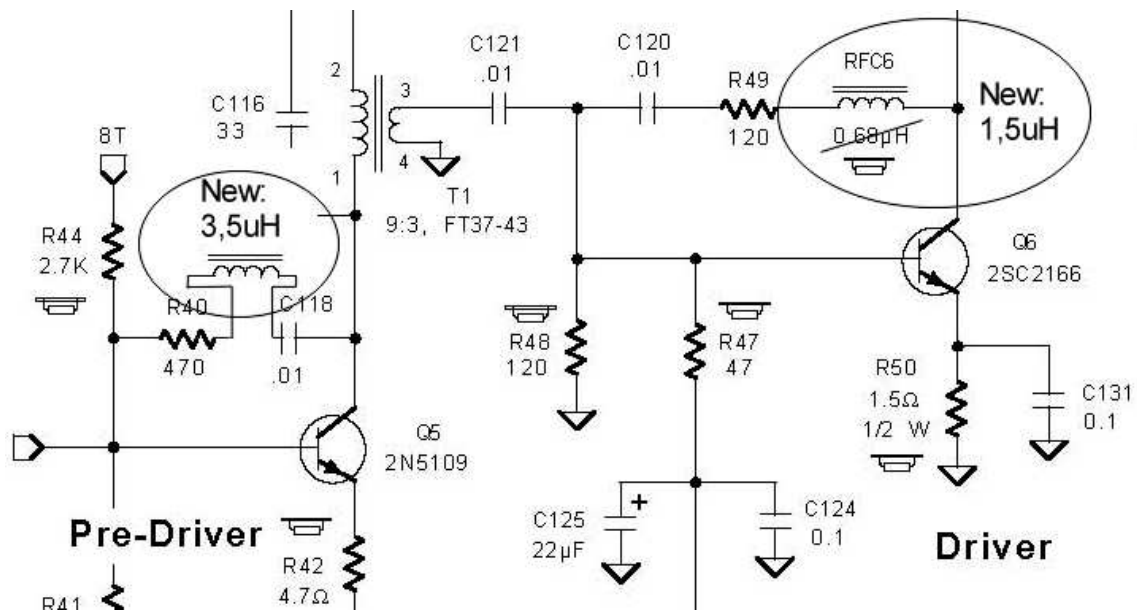 C121
.01
C120
.01
R49
120
RFC6
0.68µH
New:
1,5uH
2
3
1
4
C116
33
8T
T1
9:3, FT37-43
New:
3,5uH
R44
2.7K
R40
470
C118
.01
Q6
2SC2166
R48
120
R47
47
R50
1.5Ω
1/2 W
C131
0.1
Q5
2N5109
Pre-Driver
C125
22µF
+
C124
0.1
Driver
R42
4.7Ω
R41